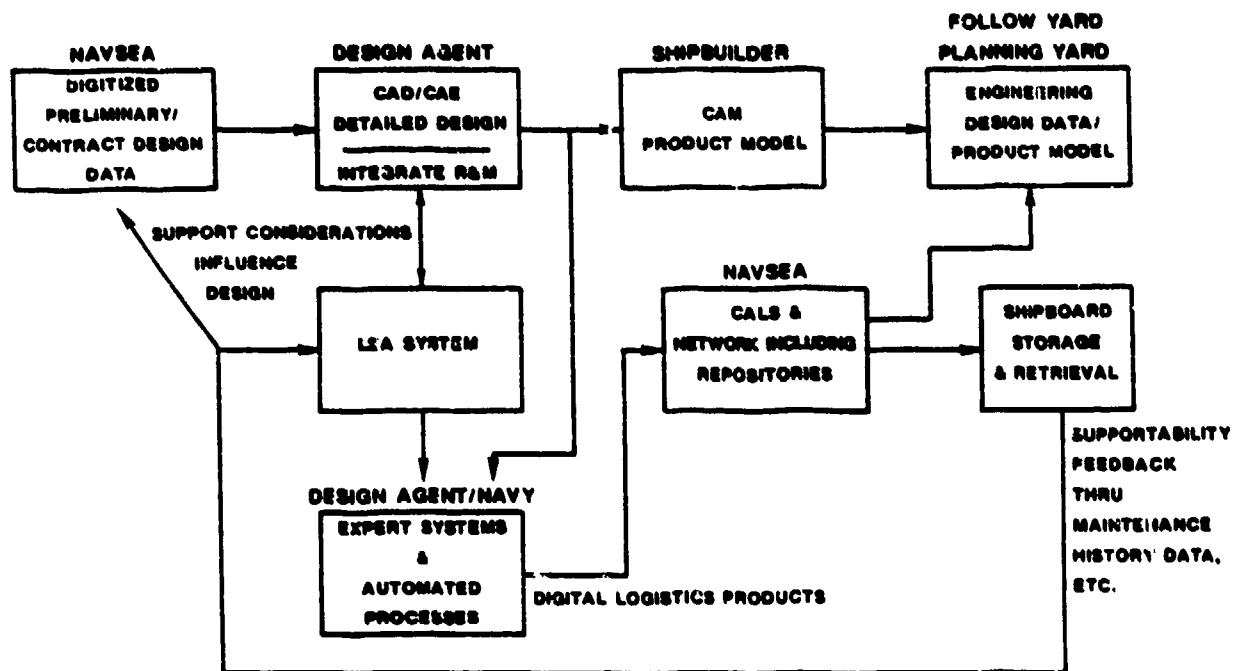 NAVSEA
DIGITIZED
PRELIMINARY/
CONTRACT DESIGN
DATA
DESIGN AGENT
CAD/CAE
DETAILED DESIGN
INTEGRATE R&M
SHIPBUILDER
CAM
PRODUCT MODEL
FOLLOW YARD
PLANNING YARD
ENGINEERING
DESIGN DATA/
PRODUCT MODEL
SUPPORT CONSIDERATIONS
INFLUENCE
DESIGN
LSA SYSTEM
NAVSEA
CALS &
NETWORK INCLUDING
REPOSITORIES
SHIPBOARD
STORAGE
& RETRIEVAL
SUPPORTABILITY
FEEDBACK
THRU
MAINTENANCE
HISTORY DATA,
ETC.
DESIGN AGENT/NAVY
EXPERT SYSTEMS
&
AUTOMATED
PROCESSES
DIGITAL LOGISTICS PRODUCTS